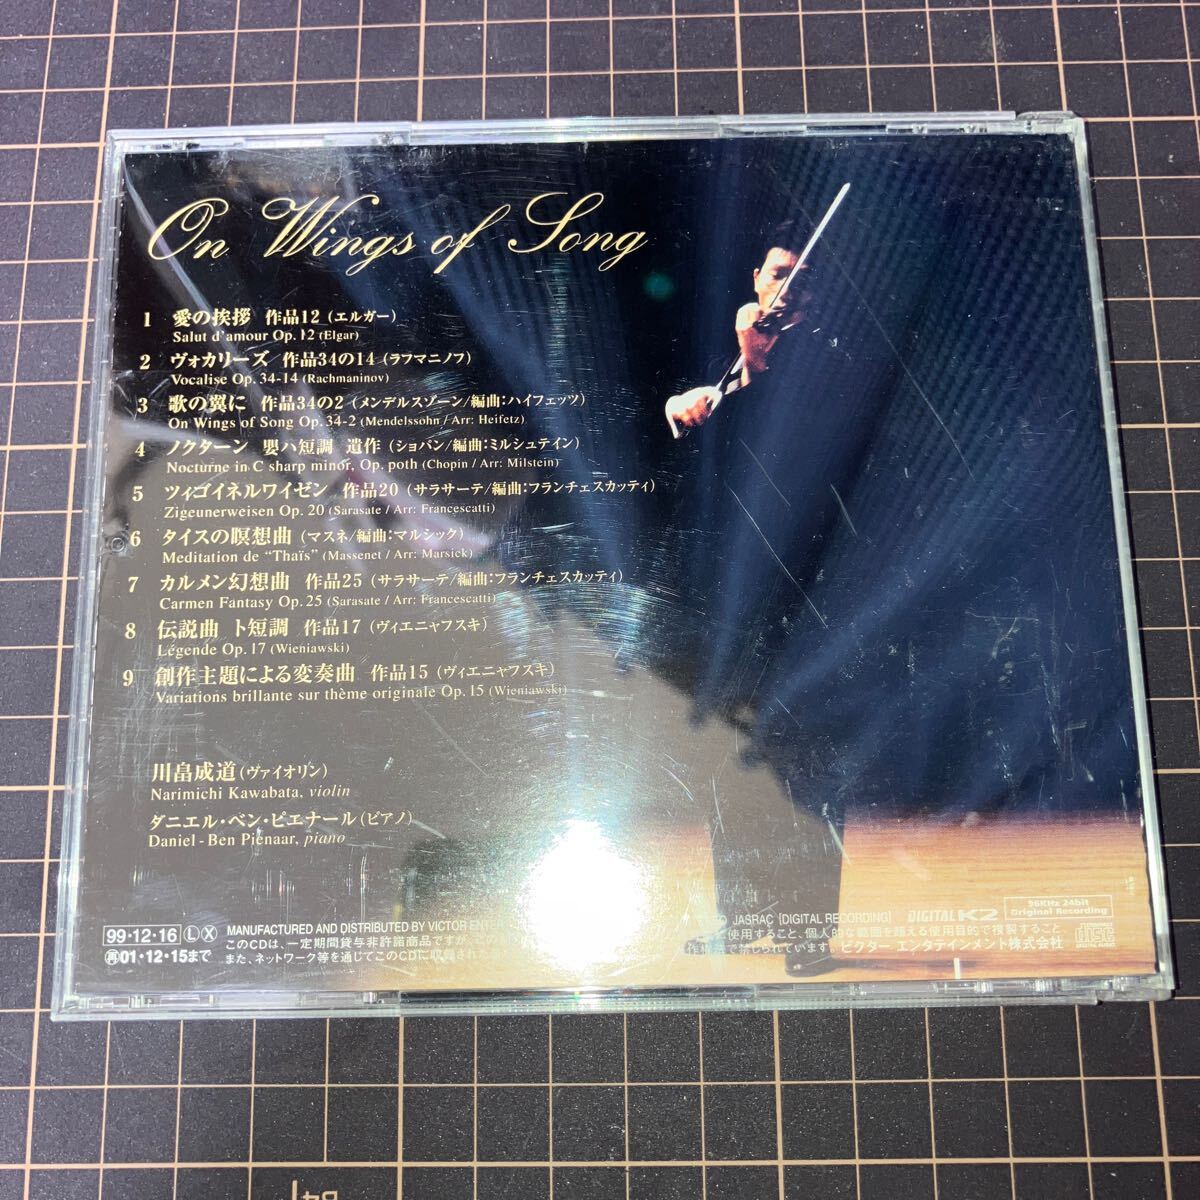 On Wings of Song
1 愛の挨拶 作品12 (エルガー)
Salut d'amour Op. 12 (Elgar)
2 ヴォカリーズ 作品34の14 (ラフマニノフ)
Vocalise Op. 34-14 (Rachmaninov)
3 歌の翼に 作品34の2 (メンデルスゾーン/編曲:ハイフェッツ)
On Wings of Song Op. 34-2 (Mendelssohn / Arr: Heifetz)
4 ノクターン 嬰ハ短調 遺作 (ショパン/編曲:ミルシュテイン)
Nocturne in C sharp minor, Op. poth (Chopin / Arr: Milstein)
5 ツィゴイネルワイゼン 作品20 (サラサーテ/編曲:フランチェスカッティ)
Zigeunerweisen Op. 20 (Sarasate / Arr: Francescatti)
6 タイスの瞑想曲 (マスネ/編曲:マルシック)
Meditation de “Thaïs” (Massenet / Arr: Marsick)
7 カルメン幻想曲 作品25 (サラサーテ/編曲:フランチェスカッティ)
Carmen Fantasy Op. 25 (Sarasate / Arr: Francescatti)
8 伝説曲 ト短調 作品17 (ヴィエニャフスキ)
Légende Op. 17 (Wieniawski)
9 創作主題による変奏曲 作品15 (ヴィエニャフスキ)
Variations brillante sur thème originale Op. 15 (Wieniawski)
川畠成道 (ヴァイオリン)
Narimichi Kawabata, violin
ダニエル・ベン・ピエナール (ピアノ)
Daniel-Ben Pienaar, piano
96KHz 24bit
Original Recording
99・12・16 Ⓛ Ⓧ MANUFACTURED AND DISTRIBUTED BY VICTOR ENTER JASRAC [DIGITAL RECORDING] DIGITAL K2
このCDは、一定期間貸与非許諾商品ですが、この 使用すること、個人的な範囲を超える使用目的で複製すること
再01・12・15まで また、ネットワーク等を通じてこのCDに収録された 禁じられています。ビクター エンタテインメント株式会社
disc
DIGITAL AUDIO
B4